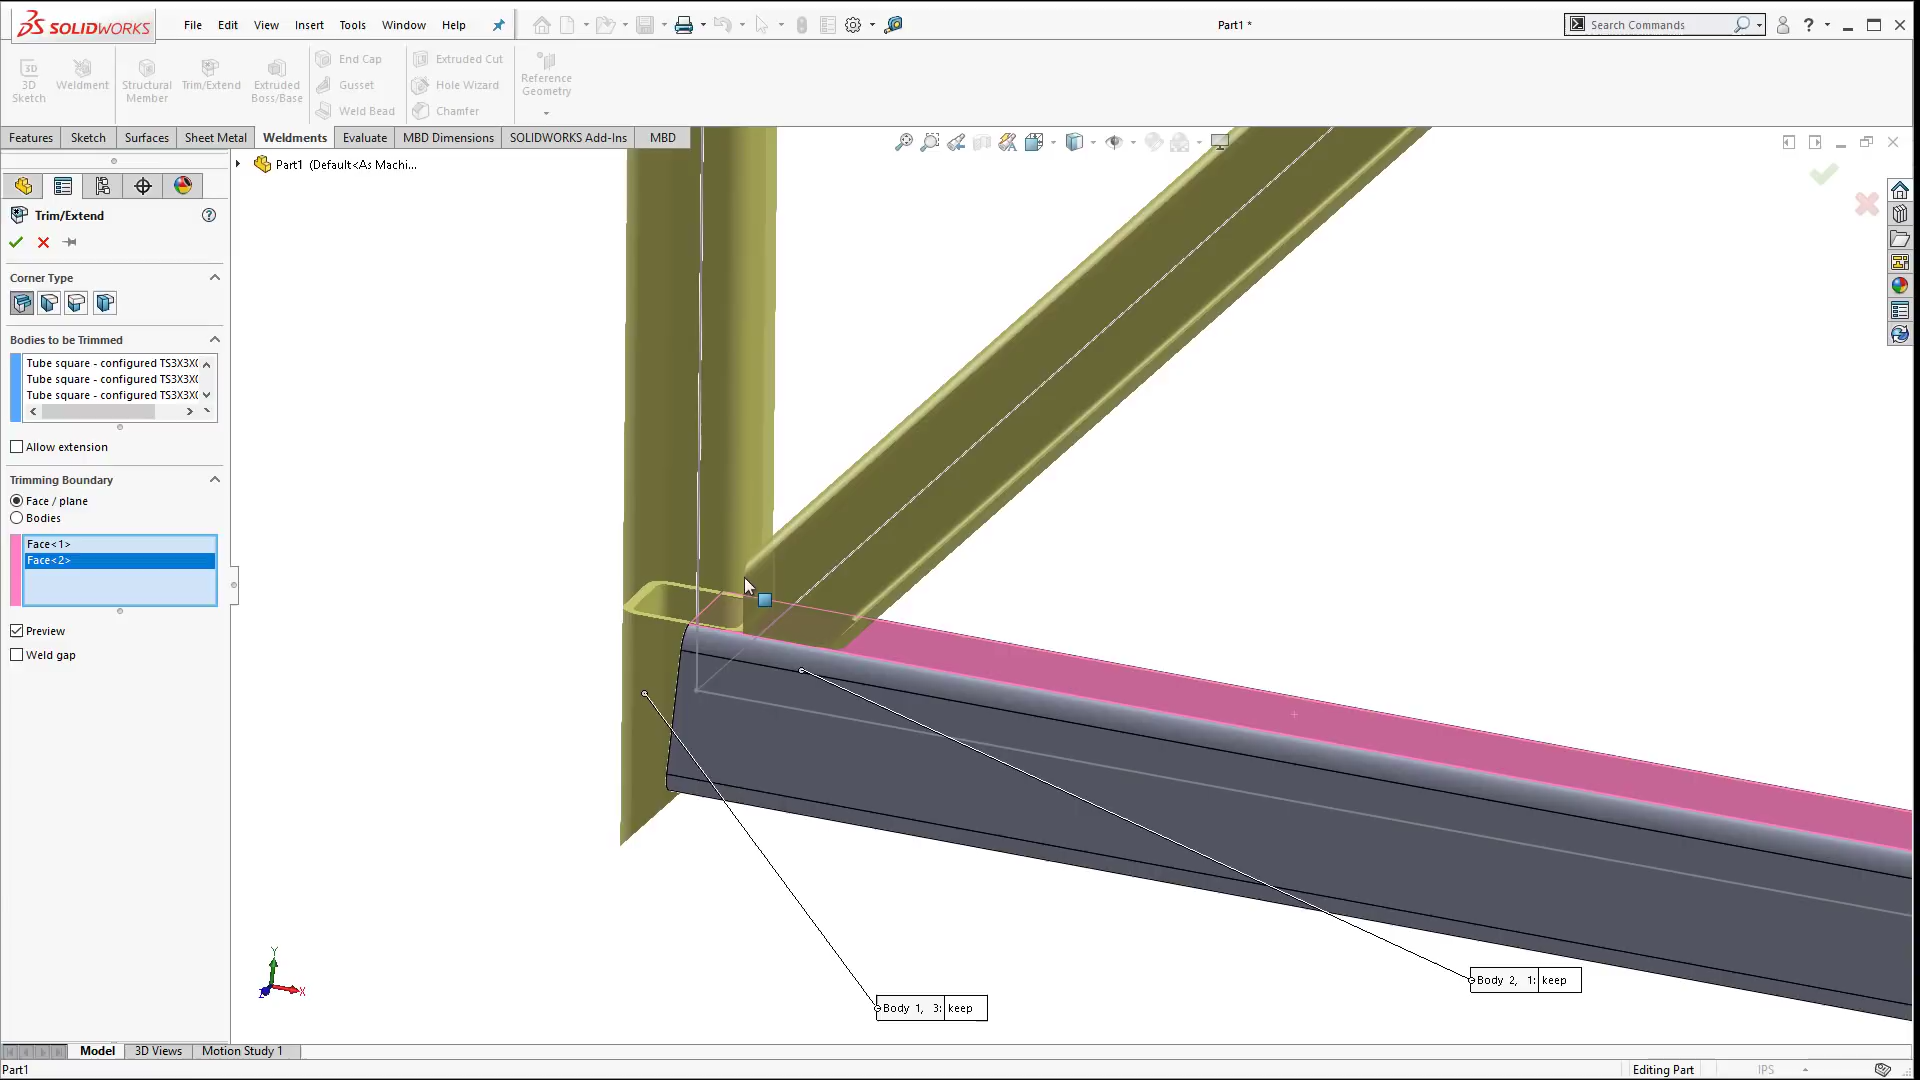 SOLIDWORKS
File Edit View Insert Tools Window Help
Part1 *
Search Commands
3D Sketch
Weldment
Structural Member
Trim/Extend
Extruded Boss/Base
End Cap
Gusset
Weld Bead
Extruded Cut
Hole Wizard
Chamfer
Reference Geometry
Features Sketch Surfaces Sheet Metal Weldments Evaluate MBD Dimensions SOLIDWORKS Add-Ins MBD
Part1 (Default<As Machi...
Trim/Extend
Corner Type
Bodies to be Trimmed
Tube square - configured TS3X3X
Tube square - configured TS3X3X
Tube square - configured TS3X3X
Allow extension
Trimming Boundary
Face / plane
Bodies
Face<1>
Face<2>
Preview
Weld gap
Body 2, 1: keep
Body 1, 3: keep
Y
X
Z
Model 3D Views Motion Study 1
Part1
Editing Part
IPS